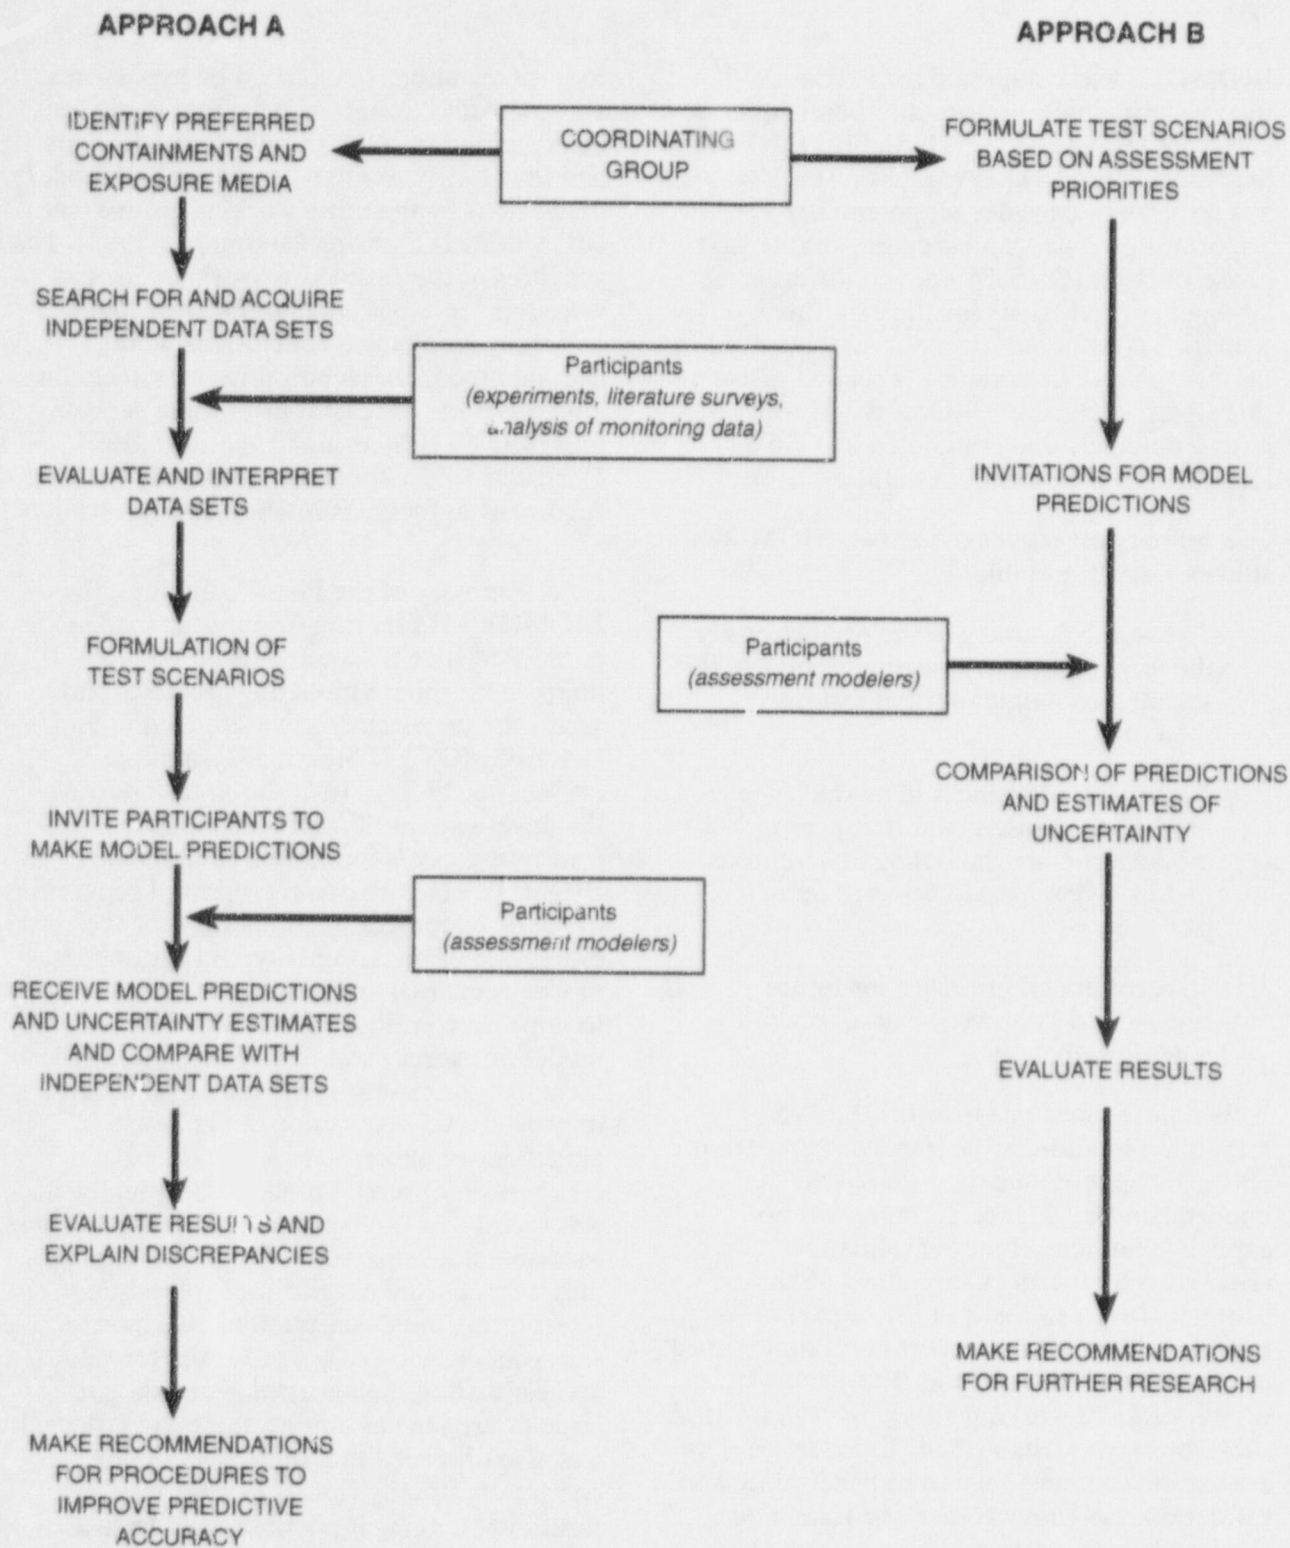 APPROACH A
APPROACH B
IDENTIFY PREFERRED
CONTAINMENTS AND
EXPOSURE MEDIA
COORDINATING
GROUP
FORMULATE TEST SCENARIOS
BASED ON ASSESSMENT
PRIORITIES
SEARCH FOR AND ACQUIRE
INDEPENDENT DATA SETS
Participants
(experiments, literature surveys,
analysis of monitoring data)
EVALUATE AND INTERPRET
DATA SETS
INVITATIONS FOR MODEL
PREDICTIONS
FORMULATION OF
TEST SCENARIOS
Participants
(assessment modelers)
COMPARISON OF PREDICTIONS
AND ESTIMATES OF
UNCERTAINTY
INVITE PARTICIPANTS TO
MAKE MODEL PREDICTIONS
Participants
(assessment modelers)
RECEIVE MODEL PREDICTIONS
AND UNCERTAINTY ESTIMATES
AND COMPARE WITH
INDEPENDENT DATA SETS
EVALUATE RESULTS
EVALUATE RESULTS AND
EXPLAIN DISCREPANCIES
MAKE RECOMMENDATIONS
FOR FURTHER RESEARCH
MAKE RECOMMENDATIONS
FOR PROCEDURES TO
IMPROVE PREDICTIVE
ACCURACY